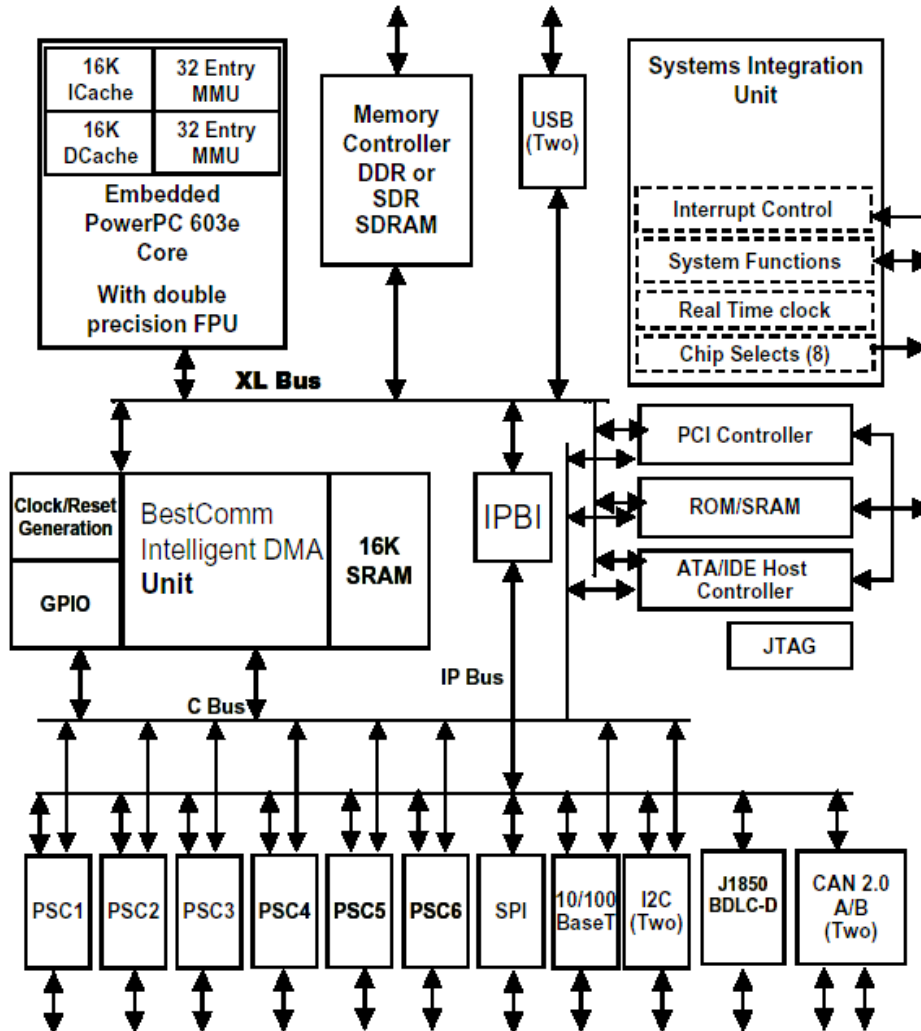 16K
ICache
32 Entry
MMU
16K
DCache
32 Entry
MMU
Embedded
PowerPC 603e
Core
With double
precision FPU
Memory
Controller
DDR or
SDR
SDRAM
USB
(Two)
Systems Integration
Unit
Interrupt Control
System Functions
Real Time clock
Chip Selects (8)
XL Bus
Clock/Reset
Generation
GPIO
BestComm
Intelligent DMA
Unit
16K
SRAM
IPBI
PCI Controller
ROM/SRAM
ATA/IDE Host
Controller
JTAG
IP Bus
C Bus
PSC1
PSC2
PSC3
PSC4
PSC5
PSC6
SPI
10/100
BaseT
I2C
(Two)
J1850
BDLC-D
CAN 2.0
A/B
(Two)